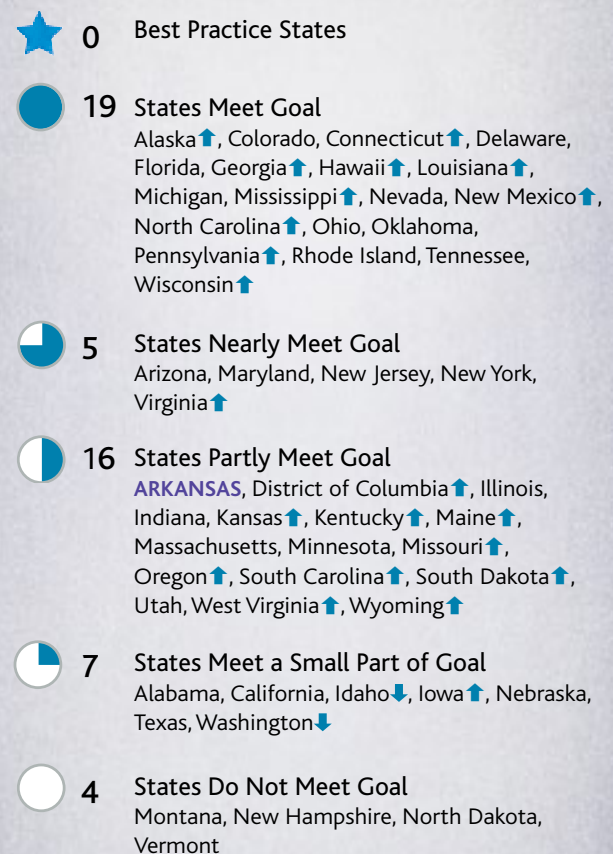 0 Best Practice States
19 States Meet Goal
Alaska⬆, Colorado, Connecticut⬆, Delaware,
Florida, Georgia⬆, Hawaii⬆, Louisiana⬆,
Michigan, Mississippi⬆, Nevada, New Mexico⬆,
North Carolina⬆, Ohio, Oklahoma,
Pennsylvania⬆, Rhode Island, Tennessee,
Wisconsin⬆
5 States Nearly Meet Goal
Arizona, Maryland, New Jersey, New York,
Virginia⬆
16 States Partly Meet Goal
ARKANSAS, District of Columbia⬆, Illinois,
Indiana, Kansas⬆, Kentucky⬆, Maine⬆,
Massachusetts, Minnesota, Missouri⬆,
Oregon⬆, South Carolina⬆, South Dakota⬆,
Utah, West Virginia⬆, Wyoming⬆
7 States Meet a Small Part of Goal
Alabama, California, Idaho⬇, Iowa⬆, Nebraska,
Texas, Washington⬇
4 States Do Not Meet Goal
Montana, New Hampshire, North Dakota,
Vermont